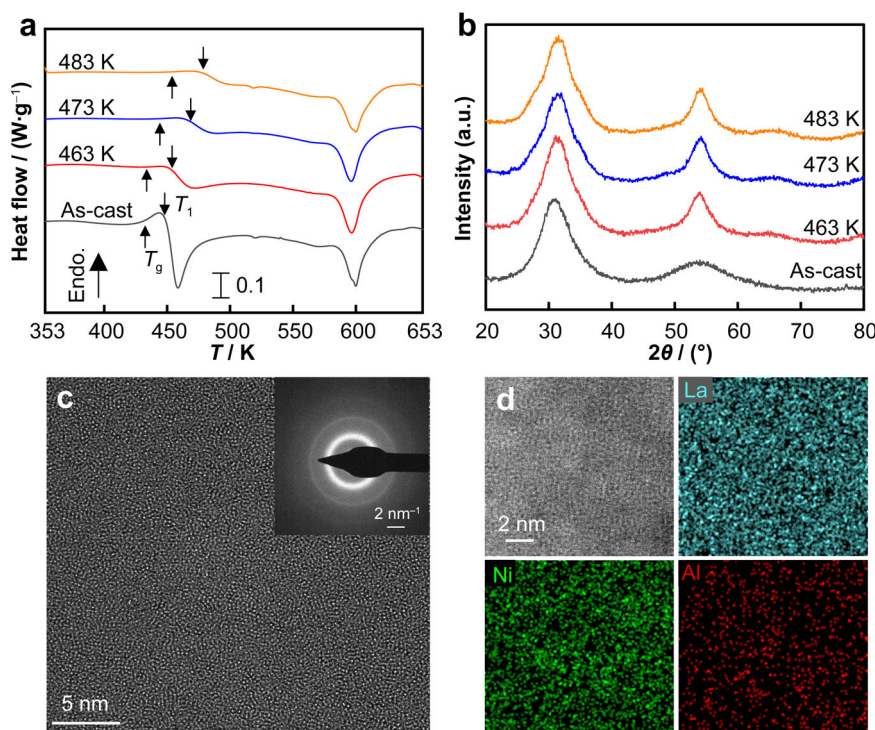 a
Heat flow / (W·g⁻¹)
483 K
473 K
463 K
As-cast
T₁
T_g
Endo.
0.1
353 400 450 500 550 600 653
T / K
b
Intensity (a.u.)
483 K
473 K
463 K
As-cast
20 30 40 50 60 70 80
2θ / (°)
c
2 nm⁻¹
5 nm
d
La
2 nm
Ni
Al